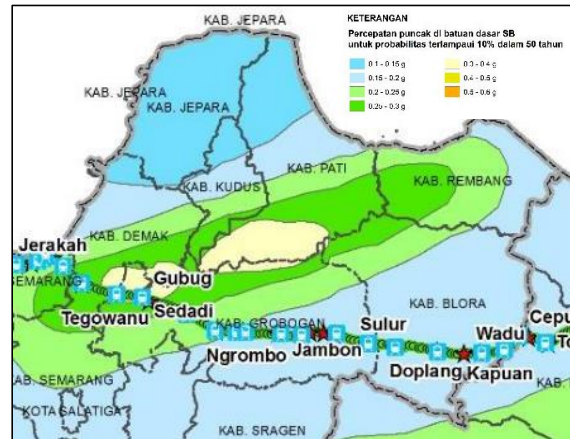 KAB. JEPARA
KETERANGAN
Percepatan puncak di batuan dasar SB
untuk probabilitas terlampaui 10% dalam 50 tahun
0.1 - 0.15 g
0.15 - 0.2 g
0.2 - 0.25 g
0.25 - 0.3 g
0.3 - 0.4 g
0.4 - 0.5 g
0.5 - 0.6 g
KAB. JEPARA
KAB. JEPARA
KAB. JEPARA
KAB. PATI
KAB. KUDUS
KAB. REMBANG
KAB. DEMAK
Jerakah
SEMARANG
Gubug
Tegowanu
Sedadi
KAB. BLORA
KAB. GROBOGAN
Ngrombo
Jambon
Sulur
Doplang
Kapuan
Wadu
Cepu
KAB. SEMARANG
KOTA SALATIGA
KAB. SRAGEN